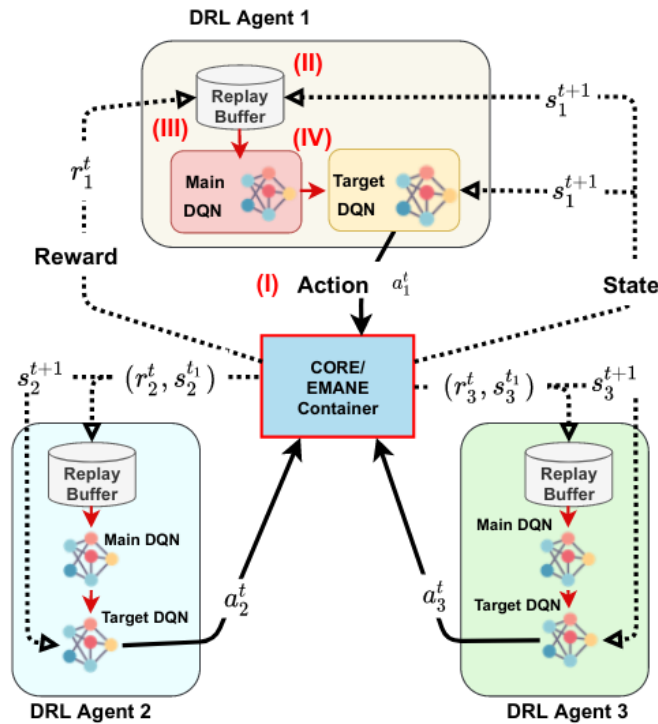 DRL Agent 1
(II)
Replay
Buffer
(III)
(IV)
Main
DQN
Target
DQN
r_1^t
s_1^{t+1}
s_1^{t+1}
Reward
(I) Action a_1^t
State
CORE/
EMANE
Container
s_2^{t+1}
(r_2^t, s_2^{t_1})
(r_3^t, s_3^{t_1})
s_3^{t+1}
Replay
Buffer
Main DQN
Target DQN
a_2^t
DRL Agent 2
Replay
Buffer
Main DQN
Target DQN
a_3^t
DRL Agent 3